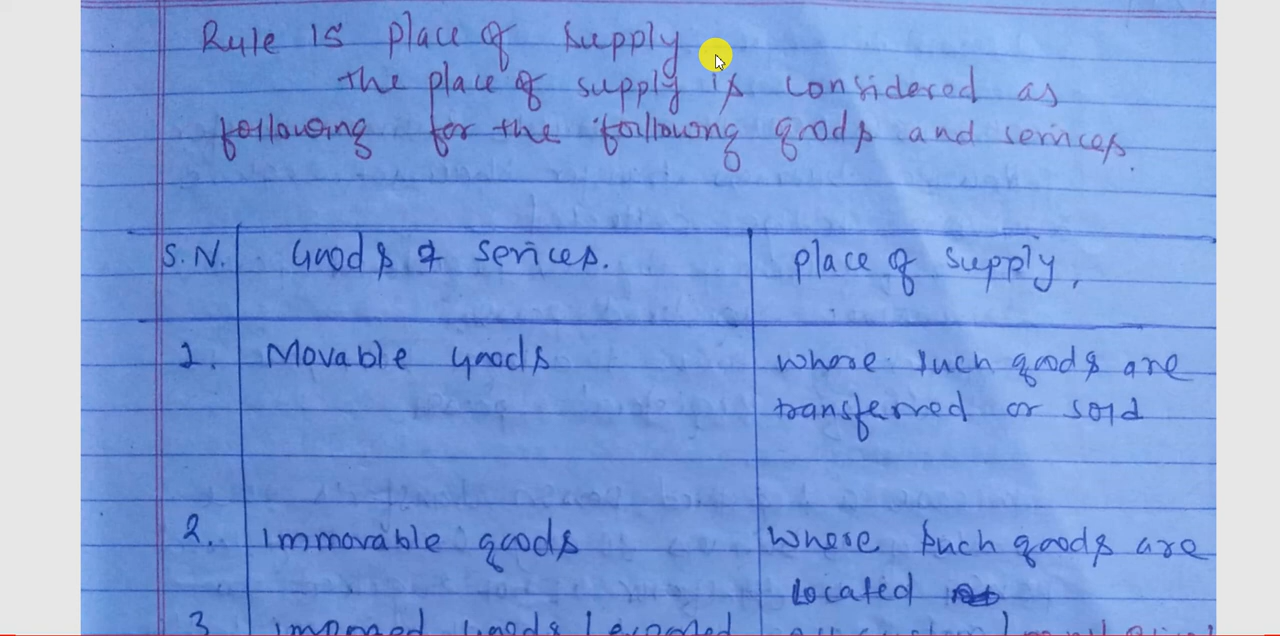 Rule 15 place of supply
the place of supply is considered as
following for the following goods and services.
S.N. Goods & Serices. place of supply,
1. Movable goods where such goods are
transferred or sold
2. Immovable goods where such goods are
Located
3